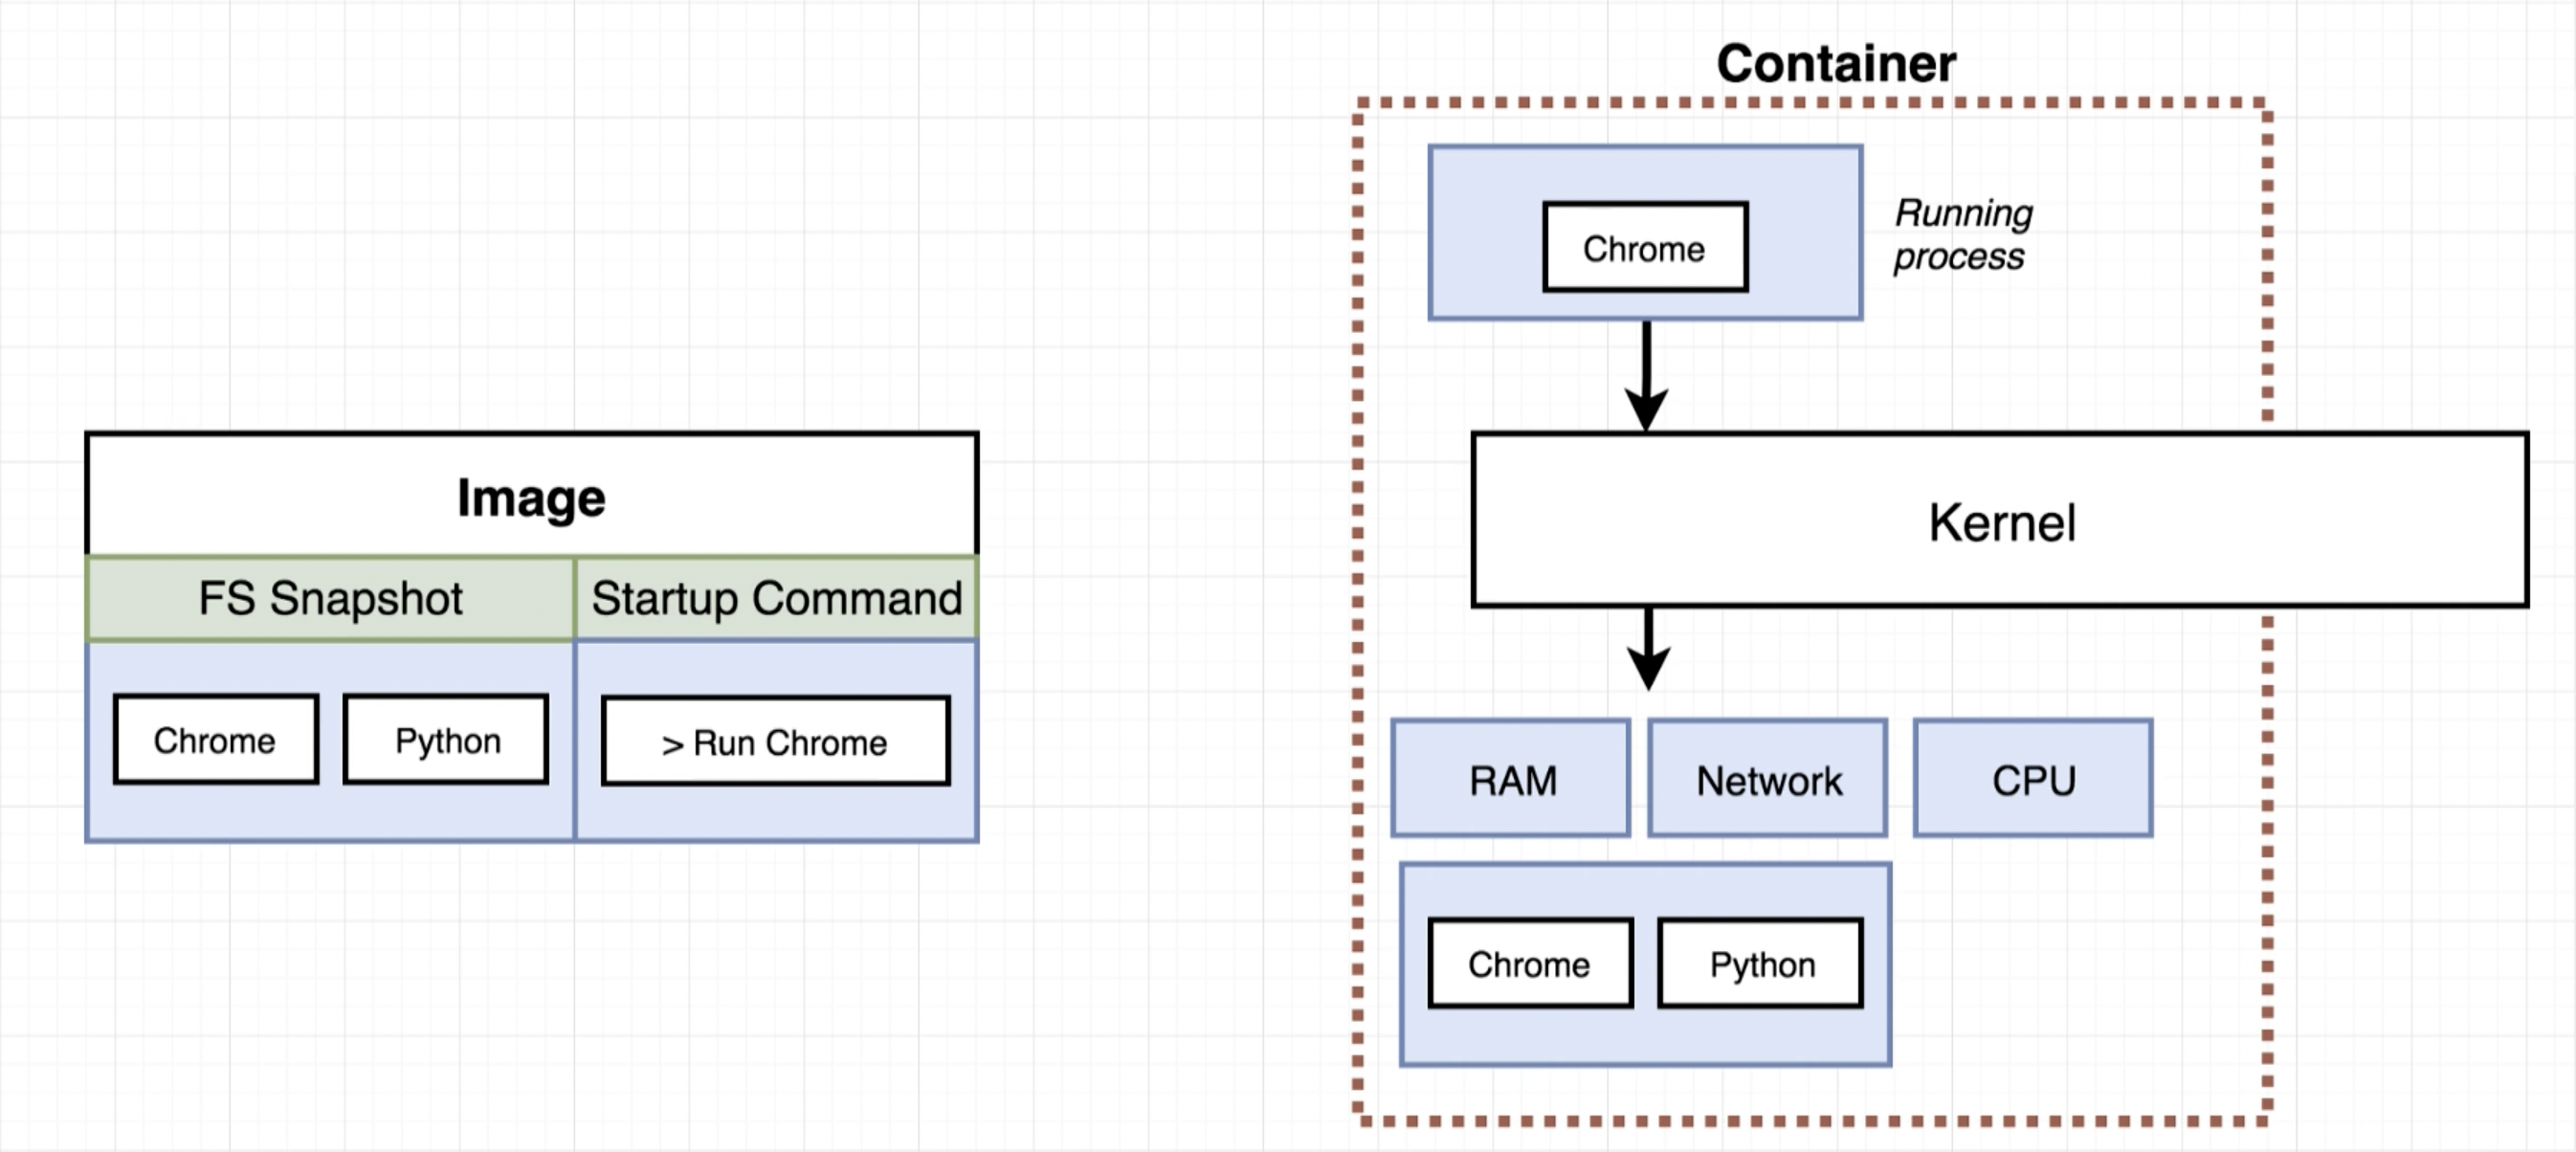 Container
Chrome
Running
process
Image
Kernel
FS Snapshot
Startup Command
Chrome
Python
> Run Chrome
RAM
Network
CPU
Chrome
Python